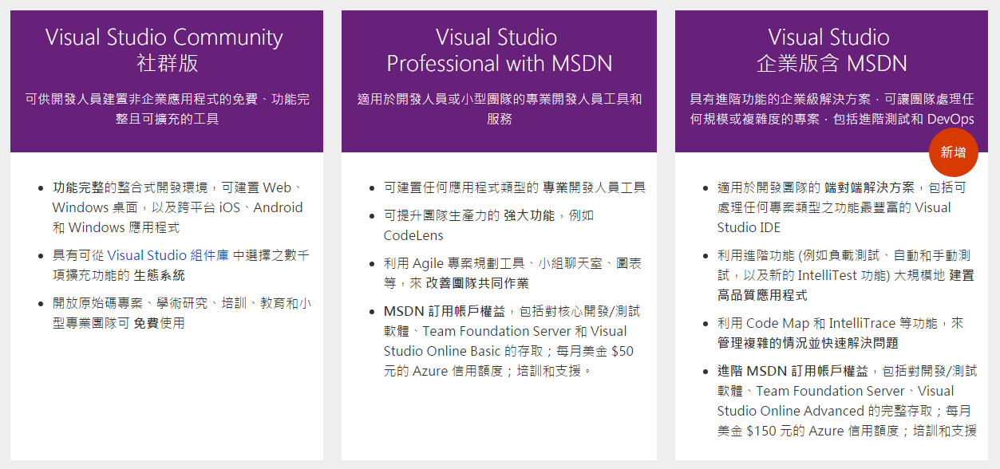 Visual Studio Community
社群版
可供開發人員建置非企業應用程式的免費、功能完
整且可擴充的工具
功能完整的整合式開發環境，可建置 Web、
Windows 桌面，以及跨平台 iOS、Android
和 Windows 應用程式
具有可從 Visual Studio 組件庫 中選擇之數千
項擴充功能的 生態系統
開放原始碼專案、學術研究、培訓、教育和小
型專業團隊可 免費使用
Visual Studio
Professional with MSDN
適用於開發人員或小型團隊的專業開發人員工具和
服務
可建置任何應用程式類型的 專業開發人員工具
可提升團隊生產力的 強大功能，例如
CodeLens
利用 Agile 專案規劃工具、小組聊天室、圖表
等，來 改善團隊共同作業
MSDN 訂用帳戶權益，包括對核心開發/測試
軟體、Team Foundation Server 和 Visual
Studio Online Basic 的存取；每月美金 $50
元的 Azure 信用額度；培訓和支援。
Visual Studio
企業版含 MSDN
具有進階功能的企業級解決方案．可讓團隊處理任
何規模或複雜度的專案．包括進階測試和 DevOps
新增
適用於開發團隊的 端對端解決方案，包括可
處理任何專案類型之功能最豐富的 Visual
Studio IDE
利用進階功能 (例如負載測試、自動和手動測
試，以及新的 IntelliTest 功能) 大規模地 建置
高品質應用程式
利用 Code Map 和 IntelliTrace 等功能，來
管理複雜的情況並快速解決問題
進階 MSDN 訂用帳戶權益，包括對開發/測試
軟體、Team Foundation Server、Visual
Studio Online Advanced 的完整存取；每月
美金 $150 元的 Azure 信用額度；培訓和支援